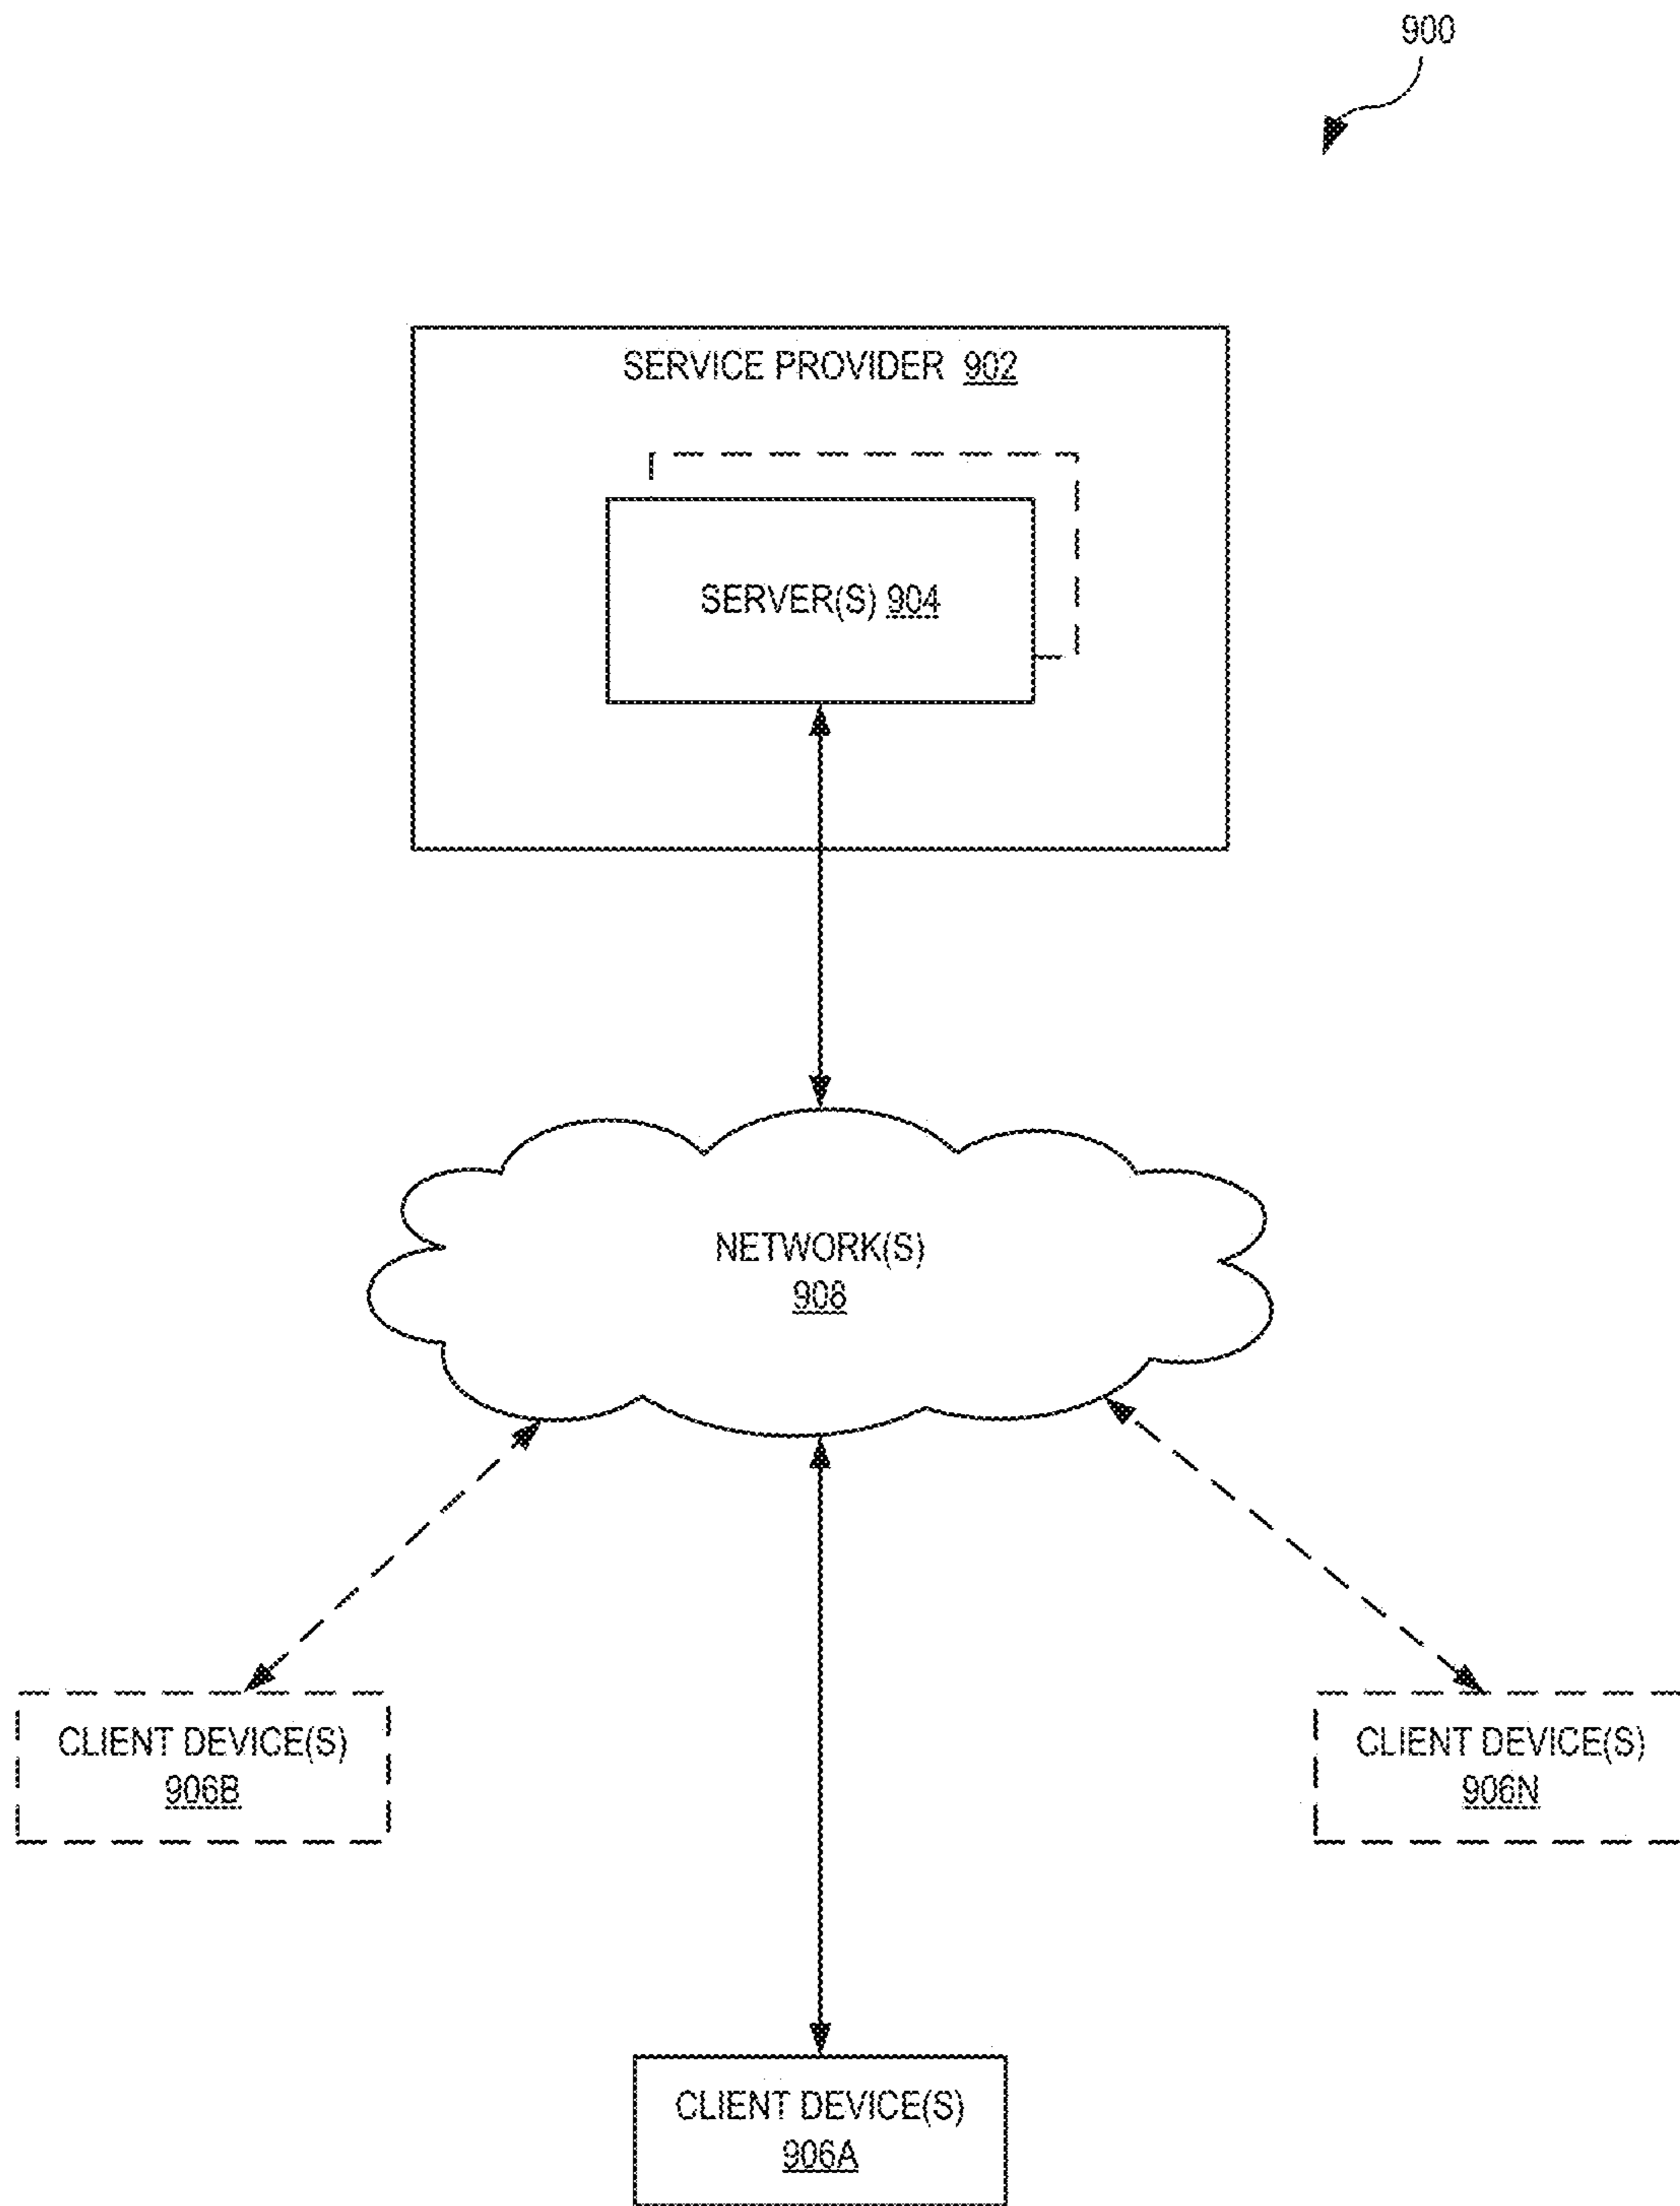 900
SERVICE PROVIDER 902
SERVER(S) 904
NETWORK(S)
908
CLIENT DEVICE(S)
906B
CLIENT DEVICE(S)
906N
CLIENT DEVICE(S)
906A